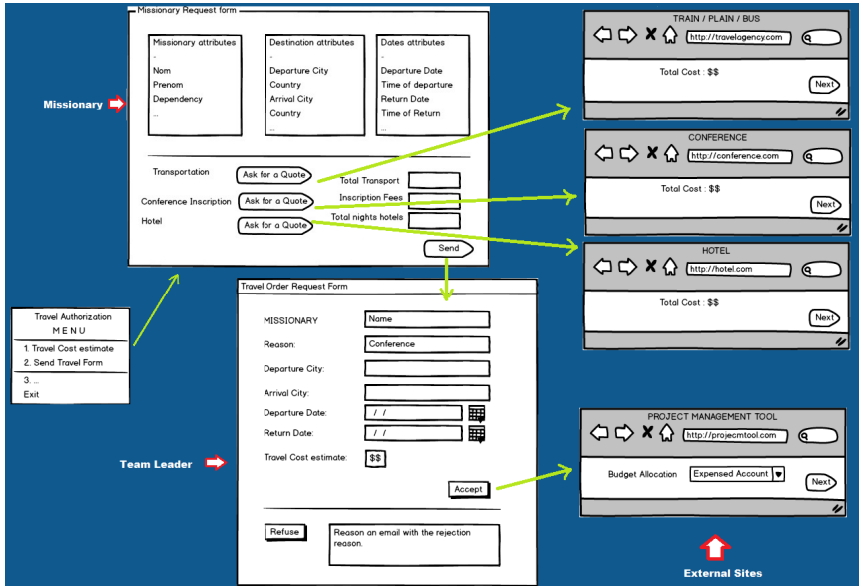 Missionary Request form
Missionary attributes
-
Nom
Prenom
Dependency
...
Destination attributes
-
Departure City
Country
Arrival City
Country
...
Dates attributes
-
Departure Date
Time of departure
Return Date
Time of Return
...
Missionary
Transportation
Ask for a Quote
Total Transport
Conference Inscription
Ask for a Quote
Inscription Fees
Hotel
Ask for a Quote
Total nights hotels
Send
TRAIN / PLAIN / BUS
http://travelagency.com
Total Cost : $$
Next
CONFERENCE
http://conference.com
Total Cost : $$
Next
HOTEL
http://hotel.com
Total Cost : $$
Next
Travel Authorization
M E N U
1. Travel Cost estimate
2. Send Travel Form
3. ...
Exit
Travel Order Request Form
MISSIONARY
Name
Reason:
Conference
Departure City:
Arrival City:
Departure Date:
/ /
Return Date:
/ /
Travel Cost estimate:
$$
Accept
Team Leader
Refuse
Reason an email with the rejection
reason.
PROJECT MANAGEMENT TOOL
http://projecmtool.com
Budget Allocation
Expensed Account
Next
External Sites